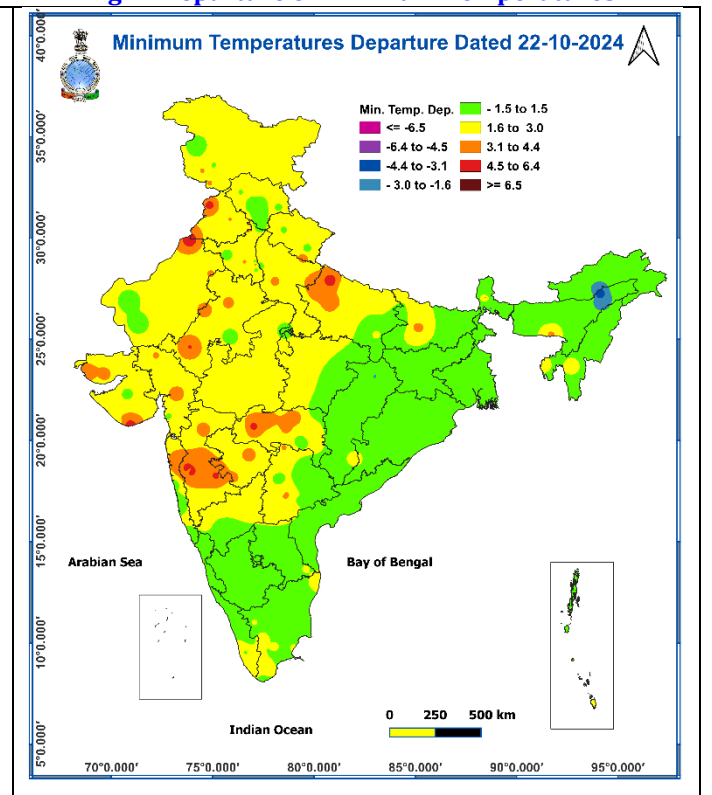 Minimum Temperatures Departure Dated 22-10-2024
Min. Temp. Dep.
<= -6.5
-6.4 to -4.5
-4.4 to -3.1
- 3.0 to -1.6
- 1.5 to 1.5
1.6 to 3.0
3.1 to 4.4
4.5 to 6.4
>= 6.5
40°0.000'
35°0.000'
30°0.000'
25°0.000'
20°0.000'
15°0.000'
10°0.000'
5°0.000'
Arabian Sea
Bay of Bengal
Indian Ocean
0 250 500 km
70°0.000' 75°0.000' 80°0.000' 85°0.000' 90°0.000' 95°0.000'